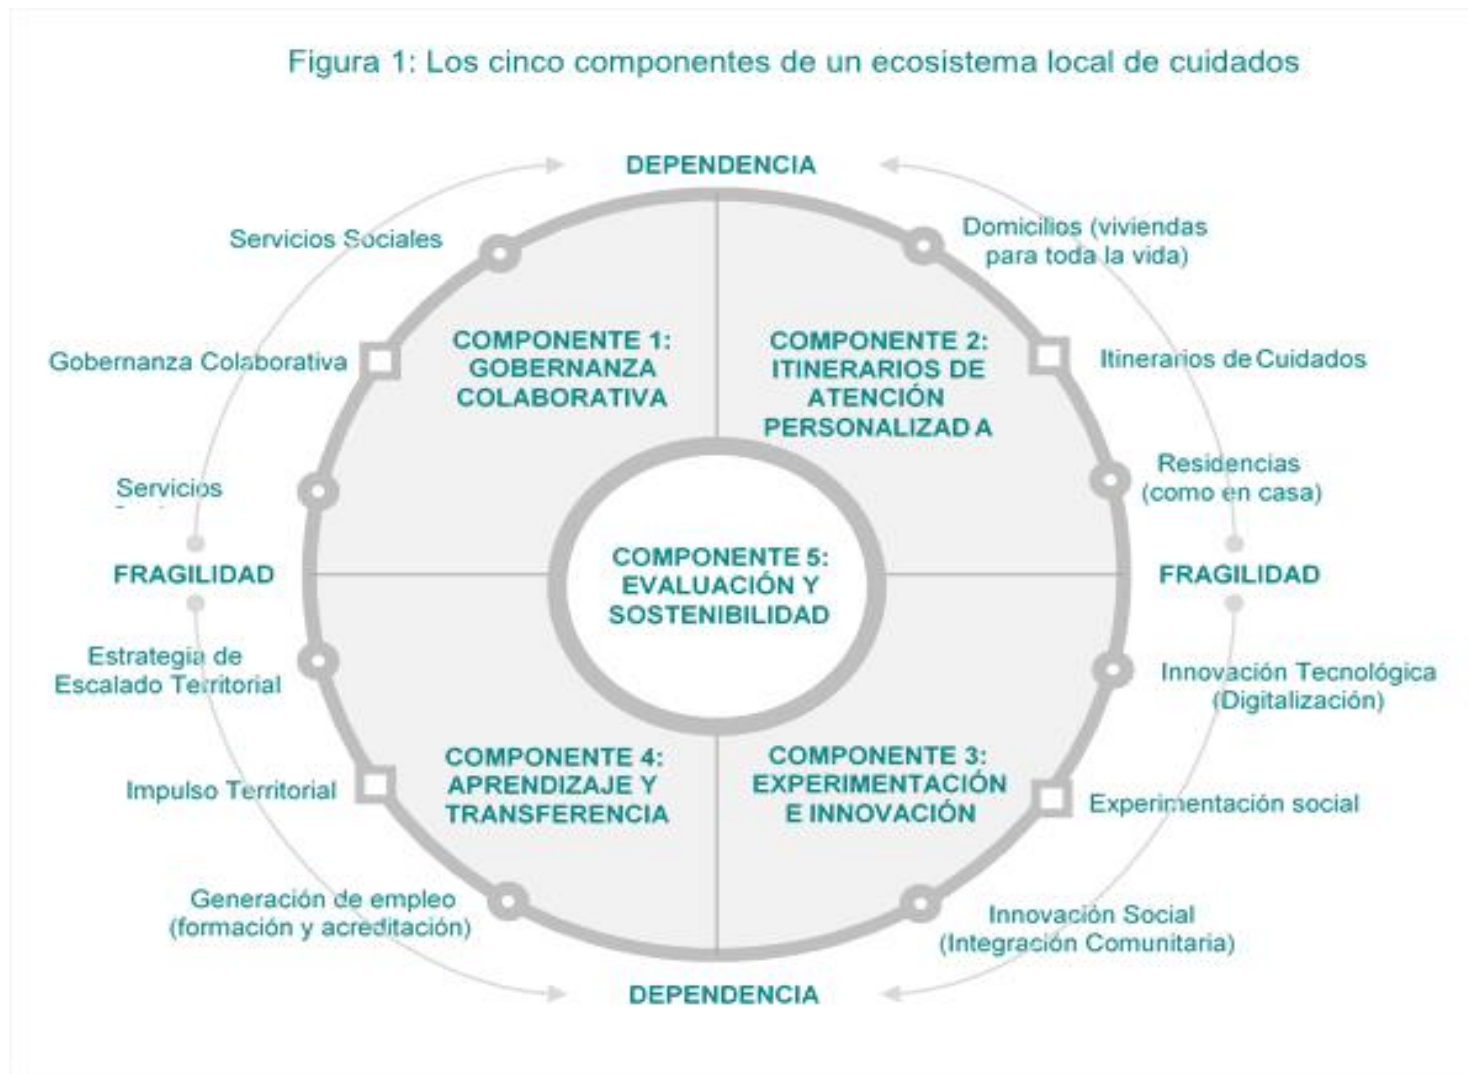 Figura 1: Los cinco componentes de un ecosistema local de cuidados
DEPENDENCIA
Servicios Sociales
Domicilios (viviendas
para toda la vida)
Gobernanza Colaborativa
COMPONENTE 1:
GOBERNANZA
COLABORATIVA
COMPONENTE 2:
ITINERARIOS DE
ATENCIÓN
PERSONALIZAD A
Itinerarios de Cuidados
Servicios
Residencias
(como en casa)
FRAGILIDAD
COMPONENTE 5:
EVALUACIÓN Y
SOSTENIBILIDAD
FRAGILIDAD
Estrategia de
Escalado Territorial
Innovación Tecnológica
(Digitalización)
Impulso Territorial
COMPONENTE 4:
APRENDIZAJE Y
TRANSFERENCIA
COMPONENTE 3:
EXPERIMENTACIÓN
E INNOVACIÓN
Experimentación social
Generación de empleo
(formación y acreditación)
Innovación Social
(Integración Comunitaria)
DEPENDENCIA